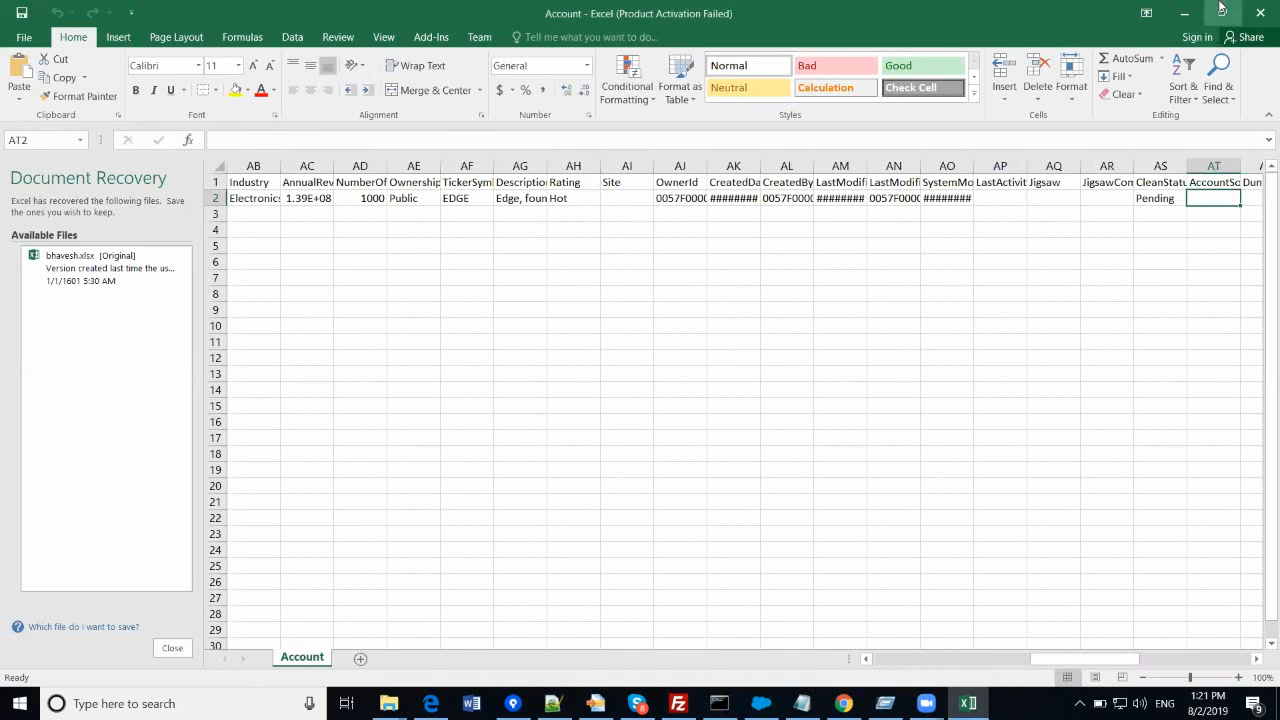 Account - Excel (Product Activation Failed)
File Home Insert Page Layout Formulas Data Review View Add-Ins Team Tell me what you want to do... Sign in Share
Paste
Cut
Copy
Format Painter
Clipboard
Calibri 11
B I U
Font
Wrap Text
Merge & Center
Alignment
General
$ % ,
Number
Conditional Formatting
Format as Table
Normal Bad Good
Neutral Calculation Check Cell
Styles
Insert Delete Format
Cells
AutoSum
Fill
Clear
Sort & Filter
Find & Select
Editing
AT2 fx
Document Recovery
Excel has recovered the following files. Save
the ones you wish to keep.
Available Files
bhavesh.xlsx [Original]
Version created last time the us...
1/1/1601 5:30 AM
Which file do I want to save?
Close
AB AC AD AE AF AG AH AI AJ AK AL AM AN AO AP AQ AR AS AT
1 Industry AnnualRev NumberOf Ownership TickerSym Description Rating Site OwnerId CreatedDa CreatedBy LastModifi LastModifi SystemMo LastActivit Jigsaw JigsawCom CleanStatu AccountSo Dun
2 Electronics 1.39E+08 1000 Public EDGE Edge, foun Hot 0057F0000 ######## 0057F0000 ######## 0057F0000 ######## Pending
3
4
5
6
7
8
9
10
11
12
13
14
15
16
17
18
19
20
21
22
23
24
25
26
27
28
29
30
Account
Ready 100%
Type here to search
ENG
1:21 PM
8/2/2019